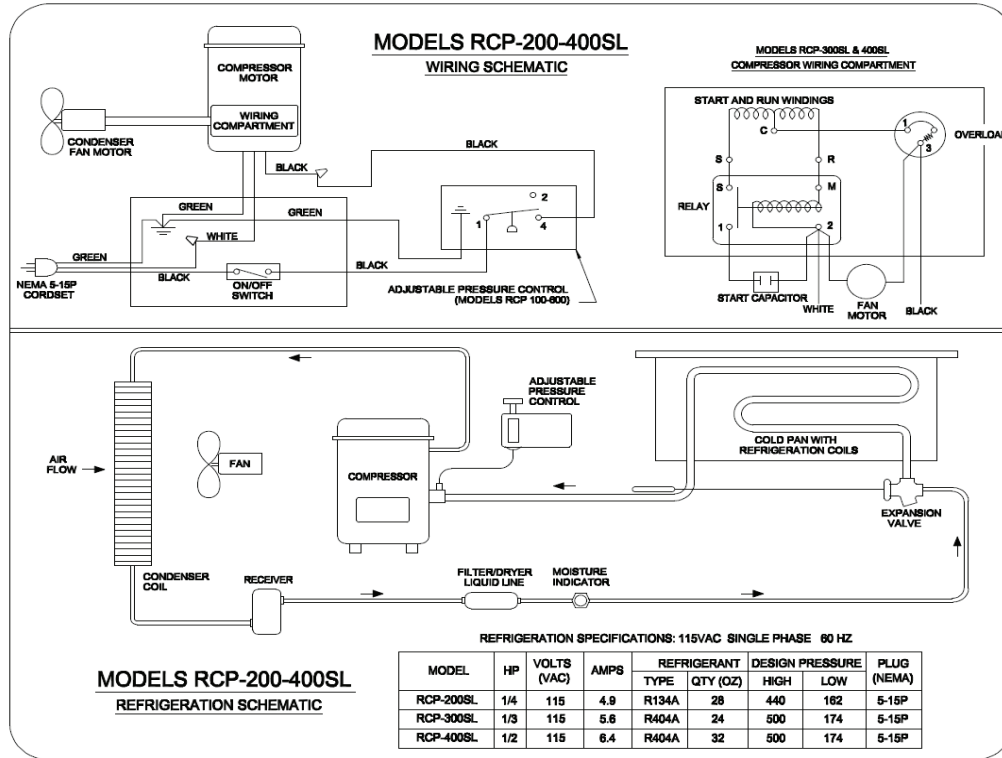 MODELS RCP-200-400SL
WIRING SCHEMATIC
COMPRESSOR
MOTOR
WIRING
COMPARTMENT
CONDENSER
FAN MOTOR
BLACK
BLACK
GREEN
GREEN
WHITE
GREEN
BLACK
BLACK
NEMA 5-15P
CORDSET
ON/OFF
SWITCH
1
2
4
ADJUSTABLE PRESSURE CONTROL
(MODELS RCP 100-600)
MODELS RCP-300SL & 400SL
COMPRESSOR WIRING COMPARTMENT
START AND RUN WINDINGS
C
1
3
OVERLOA
S
R
S
M
RELAY
1
2
START CAPACITOR
WHITE
FAN
MOTOR
BLACK
AIR
FLOW
FAN
COMPRESSOR
ADJUSTABLE
PRESSURE
CONTROL
COLD PAN WITH
REFRIGERATION COILS
EXPANSION
VALVE
CONDENSER
COIL
RECEIVER
FILTER/DRYER
LIQUID LINE
MOISTURE
INDICATOR
MODELS RCP-200-400SL
REFRIGERATION SCHEMATIC
REFRIGERATION SPECIFICATIONS: 115VAC SINGLE PHASE 60 HZ
MODEL HP VOLTS (VAC) AMPS REFRIGERANT DESIGN PRESSURE PLUG (NEMA)
TYPE QTY (OZ) HIGH LOW
RCP-200SL 1/4 115 4.9 R134A 28 440 162 5-15P
RCP-300SL 1/3 115 5.6 R404A 24 500 174 5-15P
RCP-400SL 1/2 115 6.4 R404A 32 500 174 5-15P